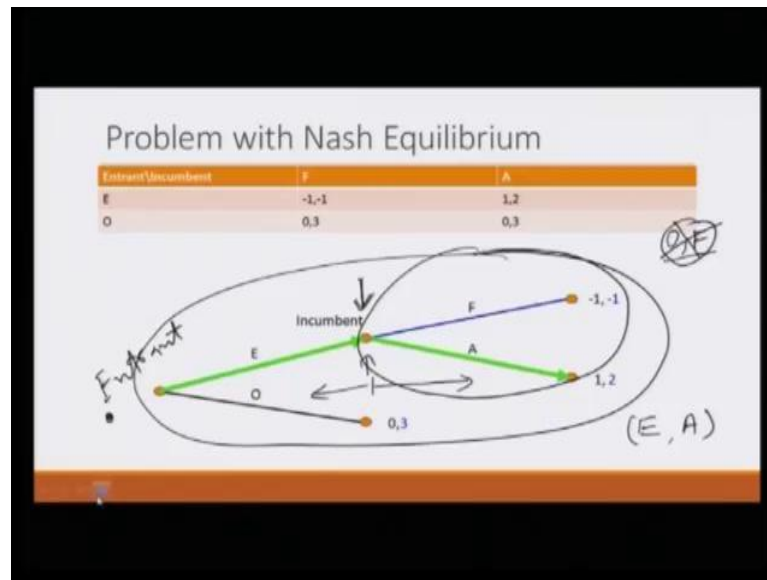 Problem with Nash Equilibrium
Entrant\Incumbent F A
E -1,-1 1,2
O 0,3 0,3
O,F
Incumbent F -1, -1
E
A
Entrant
O 1, 2
0,3
(E, A)